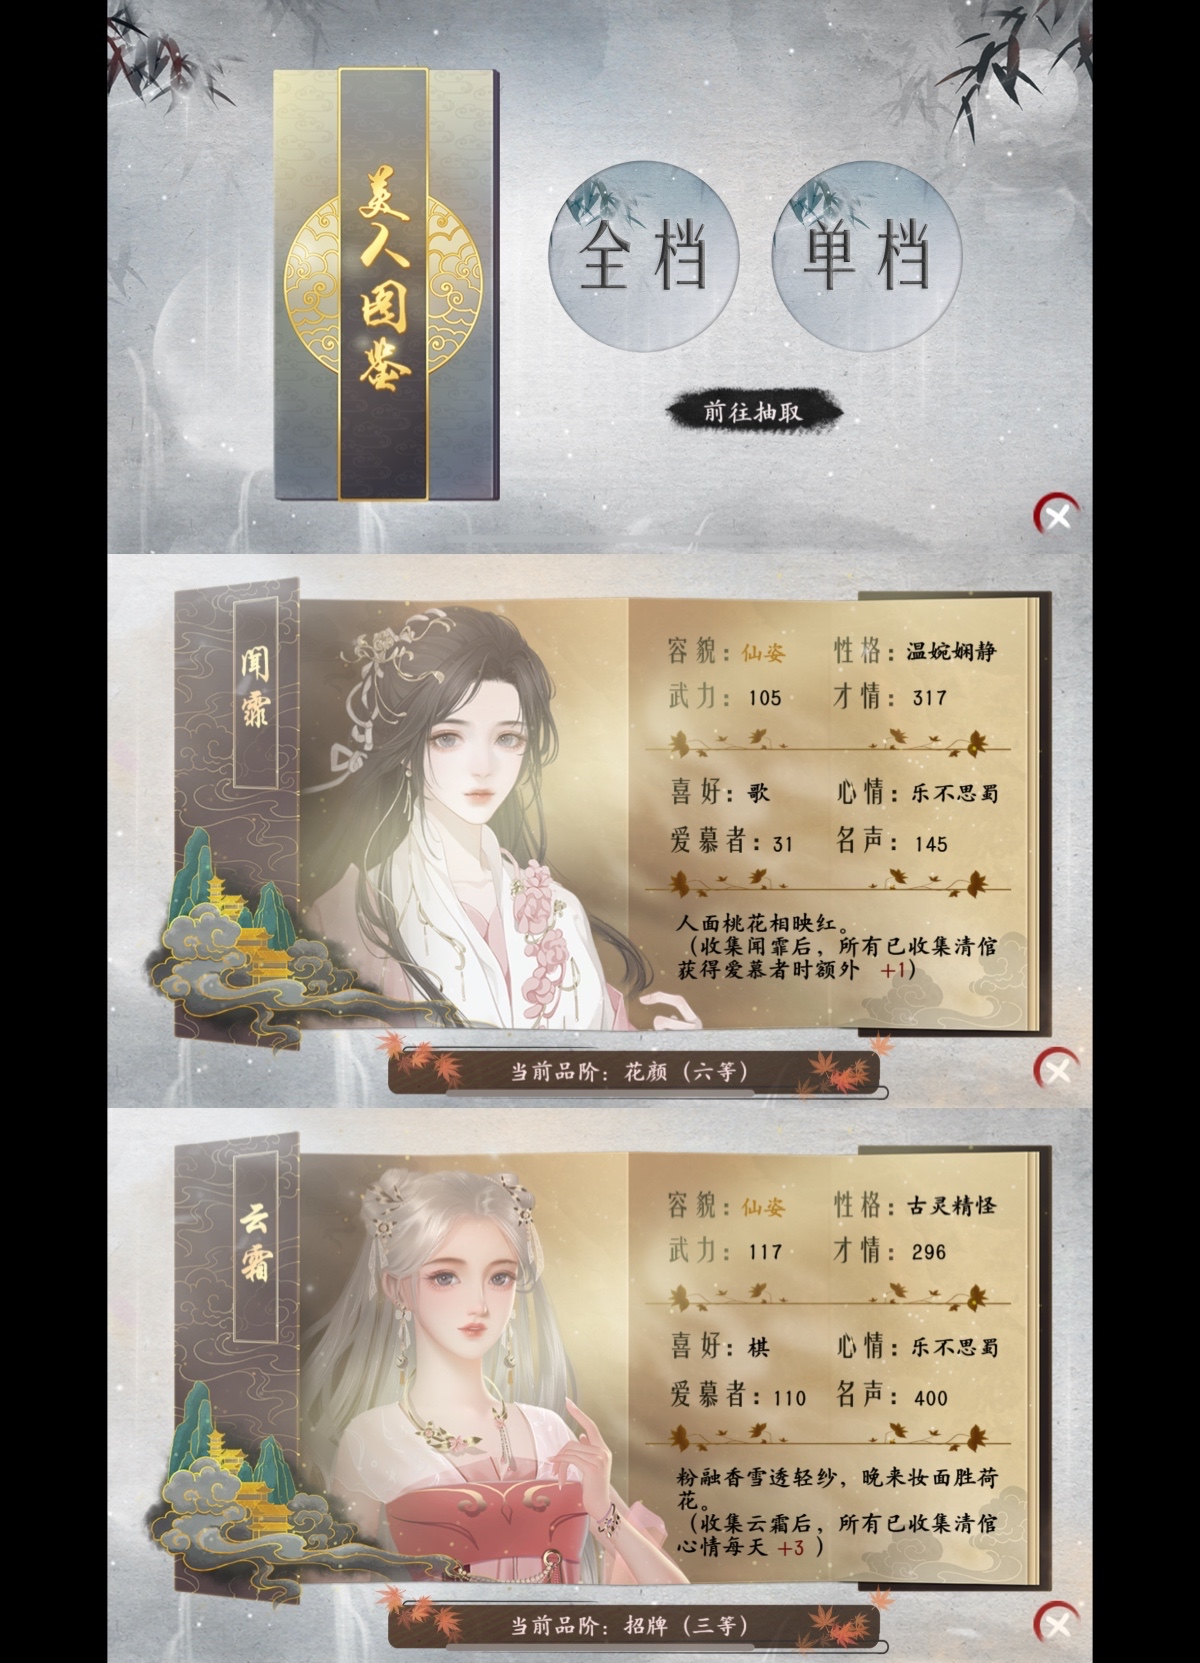 美人图鉴
全档 单档
前往抽取
闻霏
容貌：仙姿 性格：温婉娴静
武力：105 才情：317
喜好：歌 心情：乐不思蜀
爱慕者：31 名声：145
人面桃花相映红。
（收集闻霏后，所有已收集清倌
获得爱慕者时额外 +1）
当前品阶：花颜（六等）
云霜
容貌：仙姿 性格：古灵精怪
武力：117 才情：296
喜好：棋 心情：乐不思蜀
爱慕者：110 名声：400
粉融香雪透轻纱，晚来妆面胜荷
花。
（收集云霜后，所有已收集清倌
心情每天 +3 ）
当前品阶：招牌（三等）